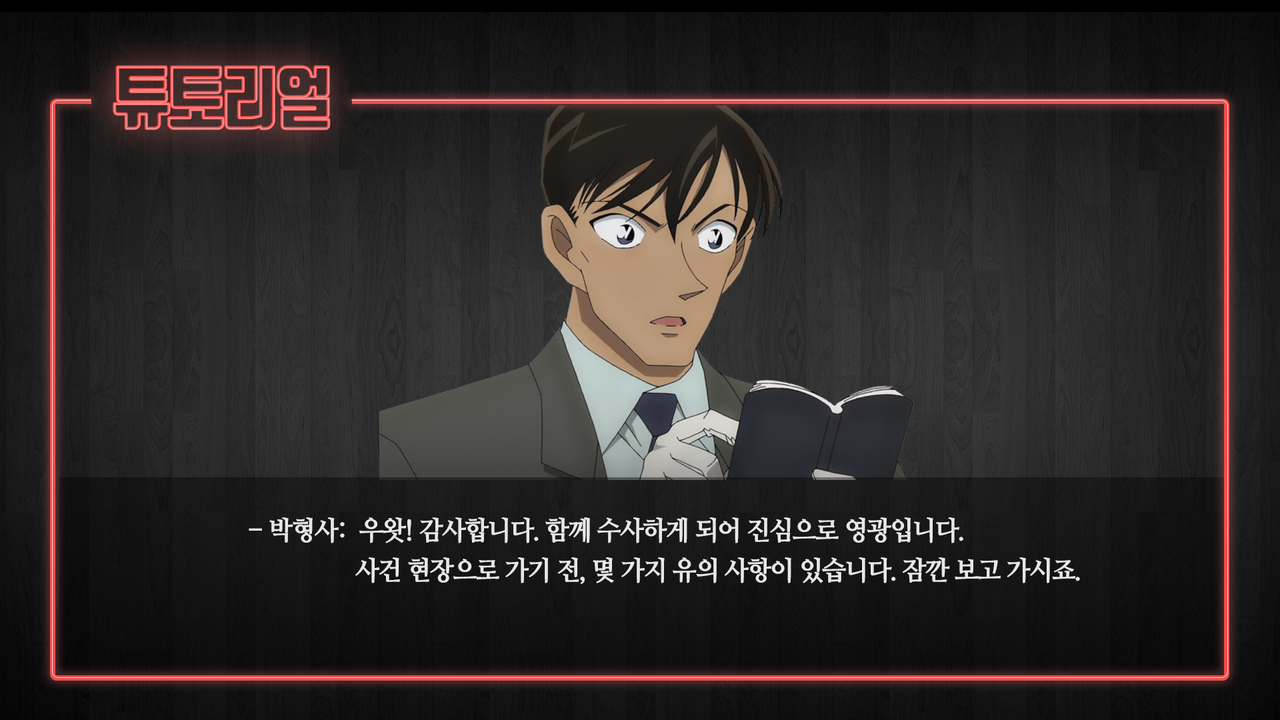 튜토리얼
– 박형사: 우왓! 감사합니다. 함께 수사하게 되어 진심으로 영광입니다.
사건 현장으로 가기 전, 몇 가지 유의 사항이 있습니다. 잠깐 보고 가시죠.